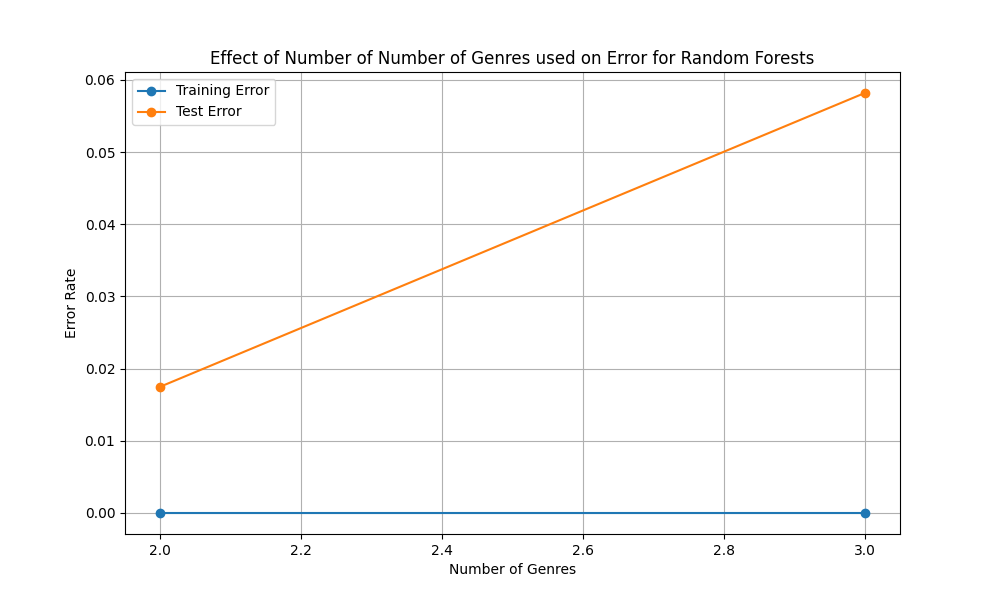 Effect of Number of Number of Genres used on Error for Random Forests
Training Error
Test Error
0.06
0.05
0.04
0.03
0.02
0.01
0.00
Error Rate
2.0 2.2 2.4 2.6 2.8 3.0
Number of Genres